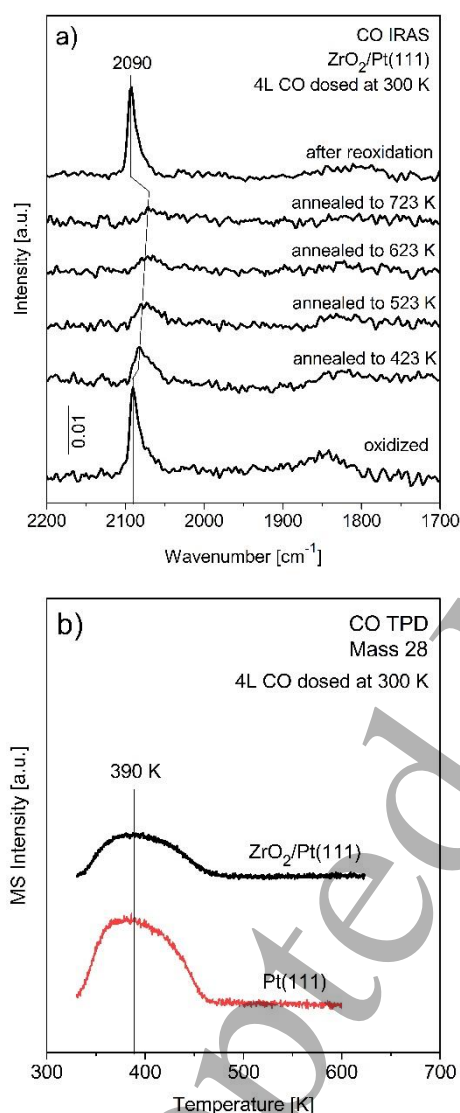 a)
CO IRAS
ZrO₂/Pt(111)
4L CO dosed at 300 K
2090
after reoxidation
annealed to 723 K
annealed to 623 K
annealed to 523 K
annealed to 423 K
oxidized
0.01
Intensity [a.u.]
2200 2100 2000 1900 1800 1700
Wavenumber [cm⁻¹]
b)
CO TPD
Mass 28
4L CO dosed at 300 K
390 K
ZrO₂/Pt(111)
Pt(111)
MS Intensity [a.u.]
300 400 500 600 700
Temperature [K]